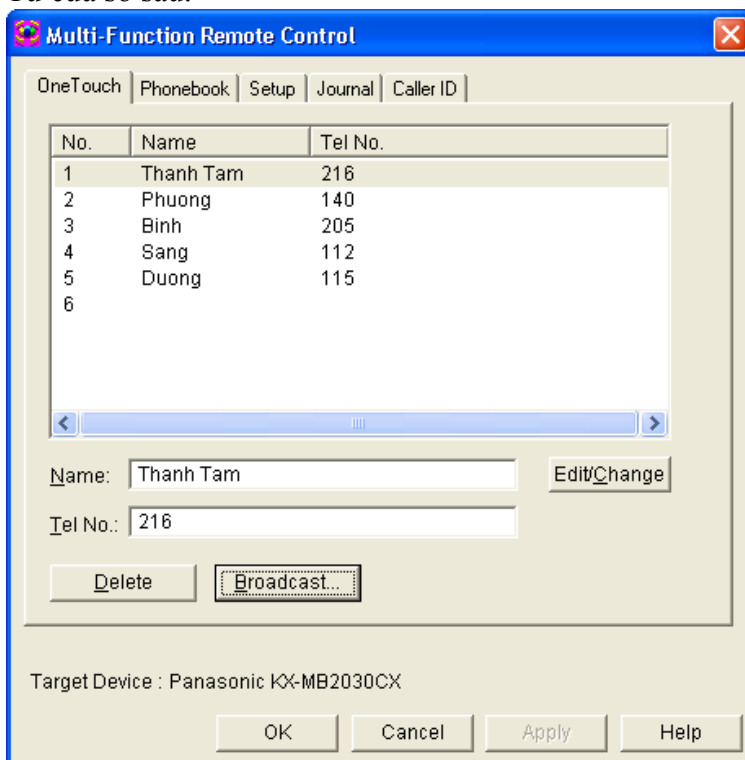 Multi-Function Remote Control
OneTouch Phonebook Setup Journal Caller ID
No. Name Tel No.
1 Thanh Tam 216
2 Phuong 140
3 Binh 205
4 Sang 112
5 Duong 115
6
Name: Thanh Tam Edit/Change
Tel No.: 216
Delete Broadcast...
Target Device : Panasonic KX-MB2030CX
OK Cancel Apply Help